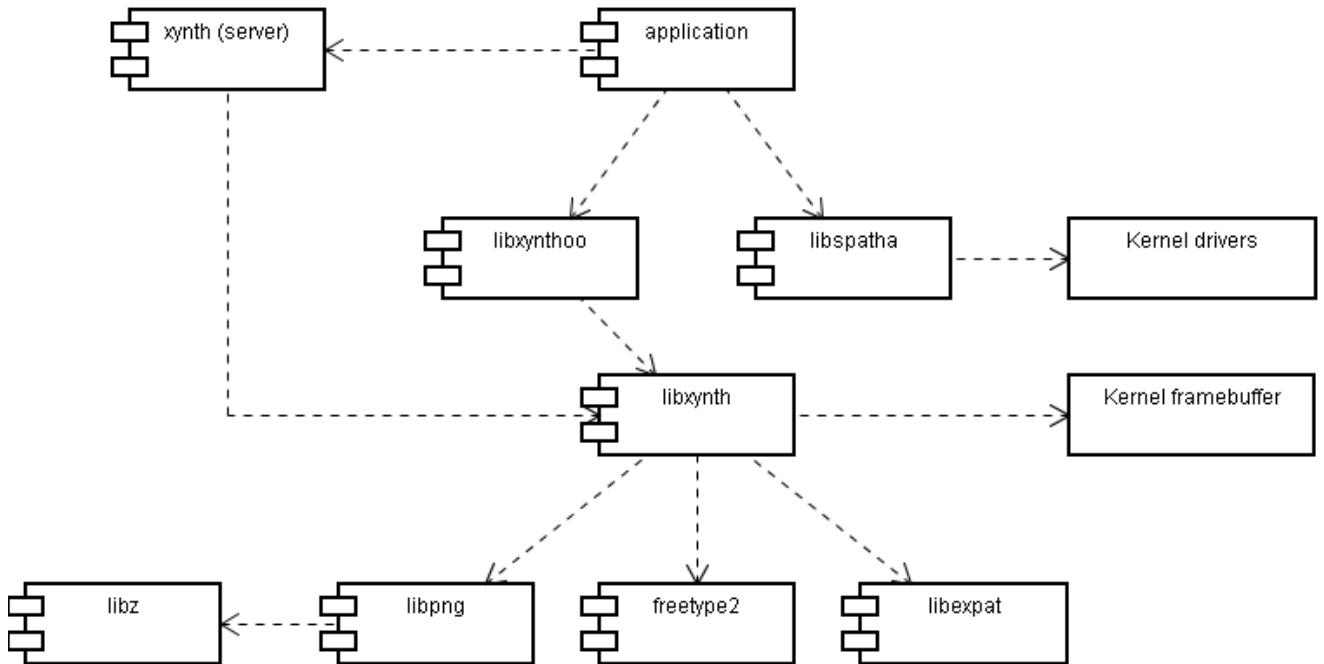 xynth (server)
application
libxynthoo
libspatha
Kernel drivers
libxynth
Kernel framebuffer
libz
libpng
freetype2
libexpat